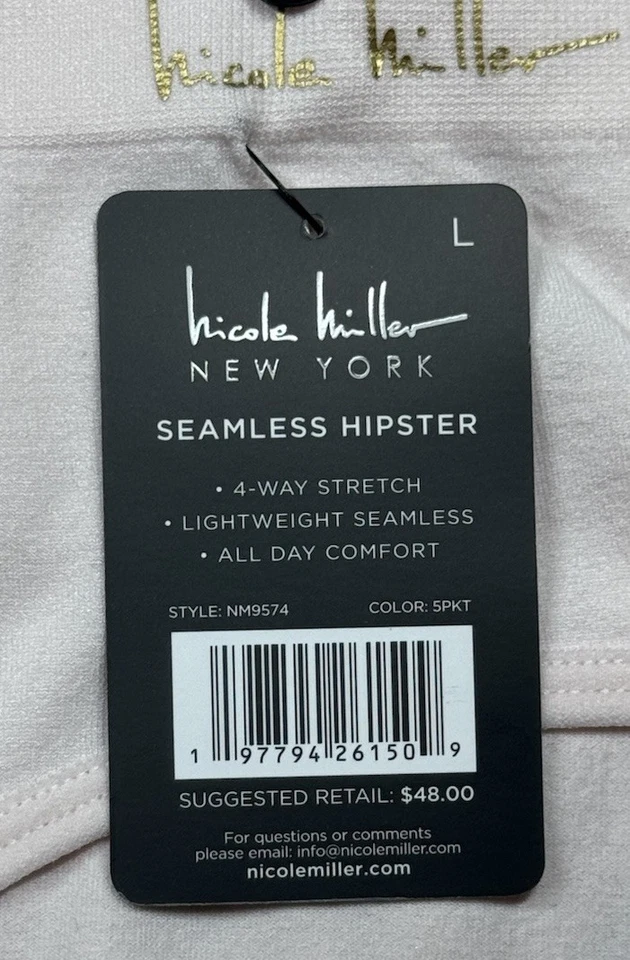 nicole miller
L
nicole miller
NEW YORK
SEAMLESS HIPSTER
• 4-WAY STRETCH
• LIGHTWEIGHT SEAMLESS
• ALL DAY COMFORT
STYLE: NM9574 COLOR: 5PKT
1 97794 26150 9
SUGGESTED RETAIL: $48.00
For questions or comments
please email: info@nicolemiller.com
nicolemiller.com